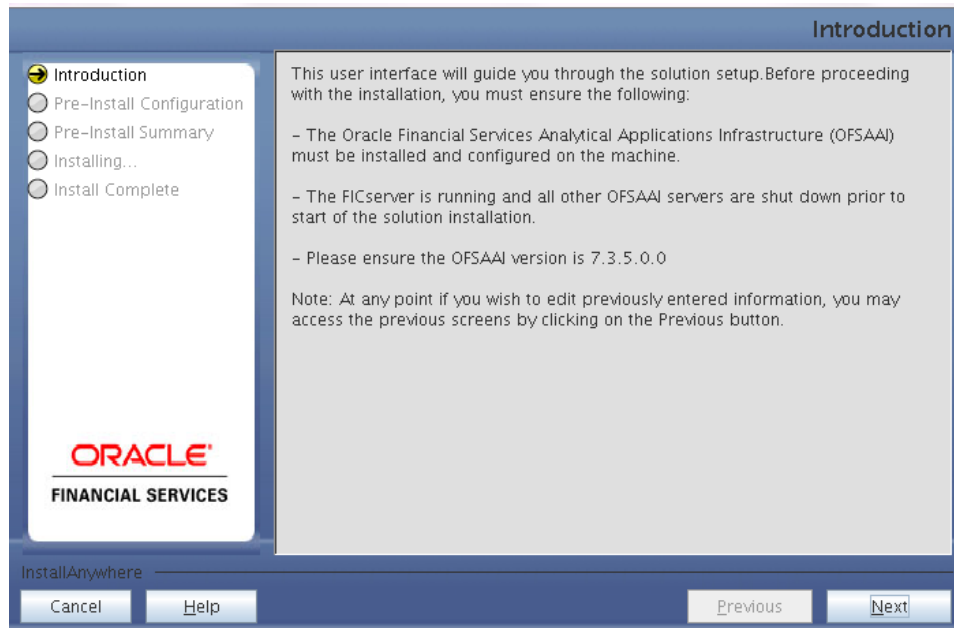 Introduction
Introduction
Pre-Install Configuration
Pre-Install Summary
Installing...
Install Complete
This user interface will guide you through the solution setup.Before proceeding
with the installation, you must ensure the following:
- The Oracle Financial Services Analytical Applications Infrastructure (OFSAAI)
must be installed and configured on the machine.
- The FICserver is running and all other OFSAAI servers are shut down prior to
start of the solution installation.
- Please ensure the OFSAAI version is 7.3.5.0.0
Note: At any point if you wish to edit previously entered information, you may
access the previous screens by clicking on the Previous button.
ORACLE
FINANCIAL SERVICES
InstallAnywhere
Cancel
Help
Previous
Next